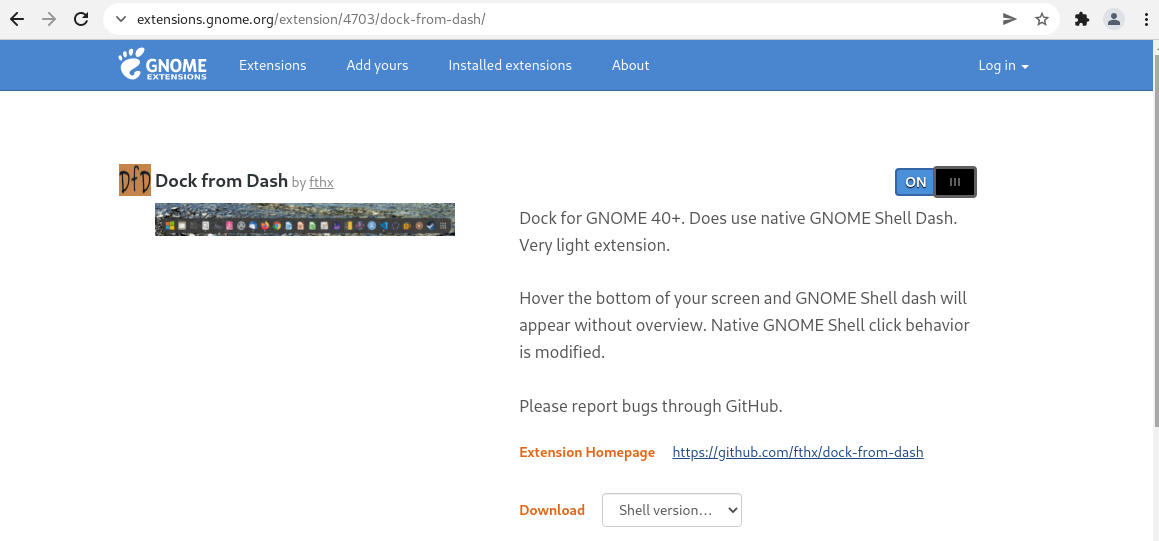 extensions.gnome.org/extension/4703/dock-from-dash/
GNOME
EXTENSIONS
Extensions Add yours Installed extensions About Log in
DfD
Dock from Dash by fthx
ON
Dock for GNOME 40+. Does use native GNOME Shell Dash.
Very light extension.
Hover the bottom of your screen and GNOME Shell dash will
appear without overview. Native GNOME Shell click behavior
is modified.
Please report bugs through GitHub.
Extension Homepage https://github.com/fthx/dock-from-dash
Download Shell version...